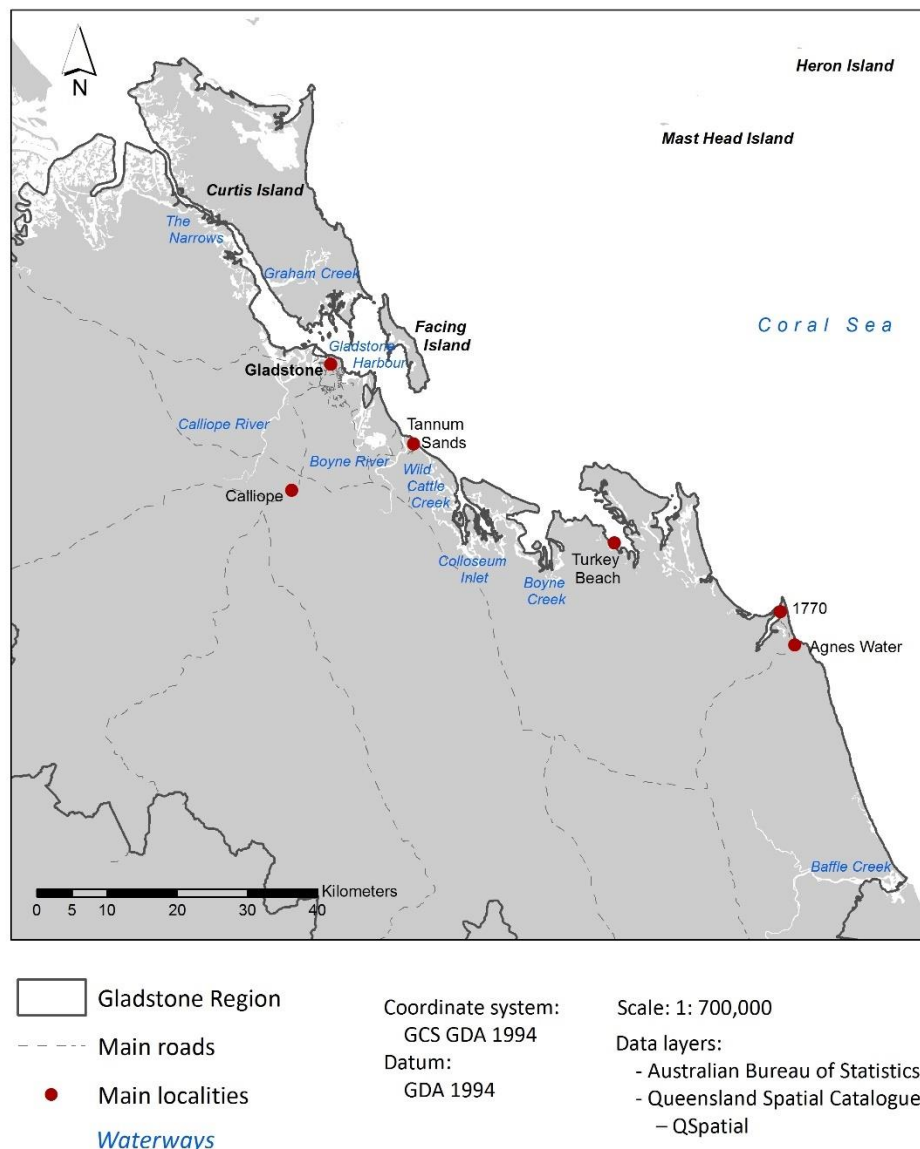 N
Heron Island
Mast Head Island
Curtis Island
The
Narrows
Graham Creek
Coral Sea
Facing
Island
Gladstone
Harbour
Gladstone
Calliope River
Tannum
Sands
Boyne River
Wild
Cattle
Creek
Calliope
Colloseum
Inlet
Turkey
Beach
Boyne
Creek
1770
Agnes Water
Baffle Creek
Kilometers
0 5 10 20 30 40
Gladstone Region
Main roads
Main localities
Waterways
Coordinate system:
GCS GDA 1994
Datum:
GDA 1994
Scale: 1: 700,000
Data layers:
- Australian Bureau of Statistics
- Queensland Spatial Catalogue
– QSpatial